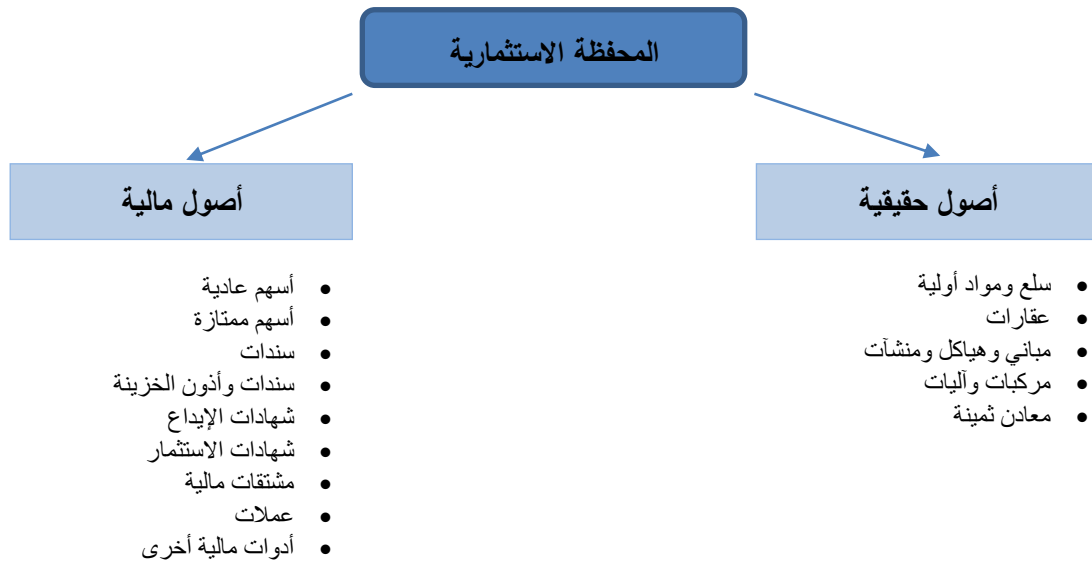 المحفظة الاستثمارية
أصول حقيقية
• سلع ومواد أولية
• عقارات
• مباني وهياكل ومنشآت
• مركبات وآليات
• معادن ثمينة
أصول مالية
• أسهم عادية
• أسهم ممتازة
• سندات
• سندات وأذون الخزينة
• شهادات الإيداع
• شهادات الاستثمار
• مشتقات مالية
• عملات
• أدوات مالية أخرى